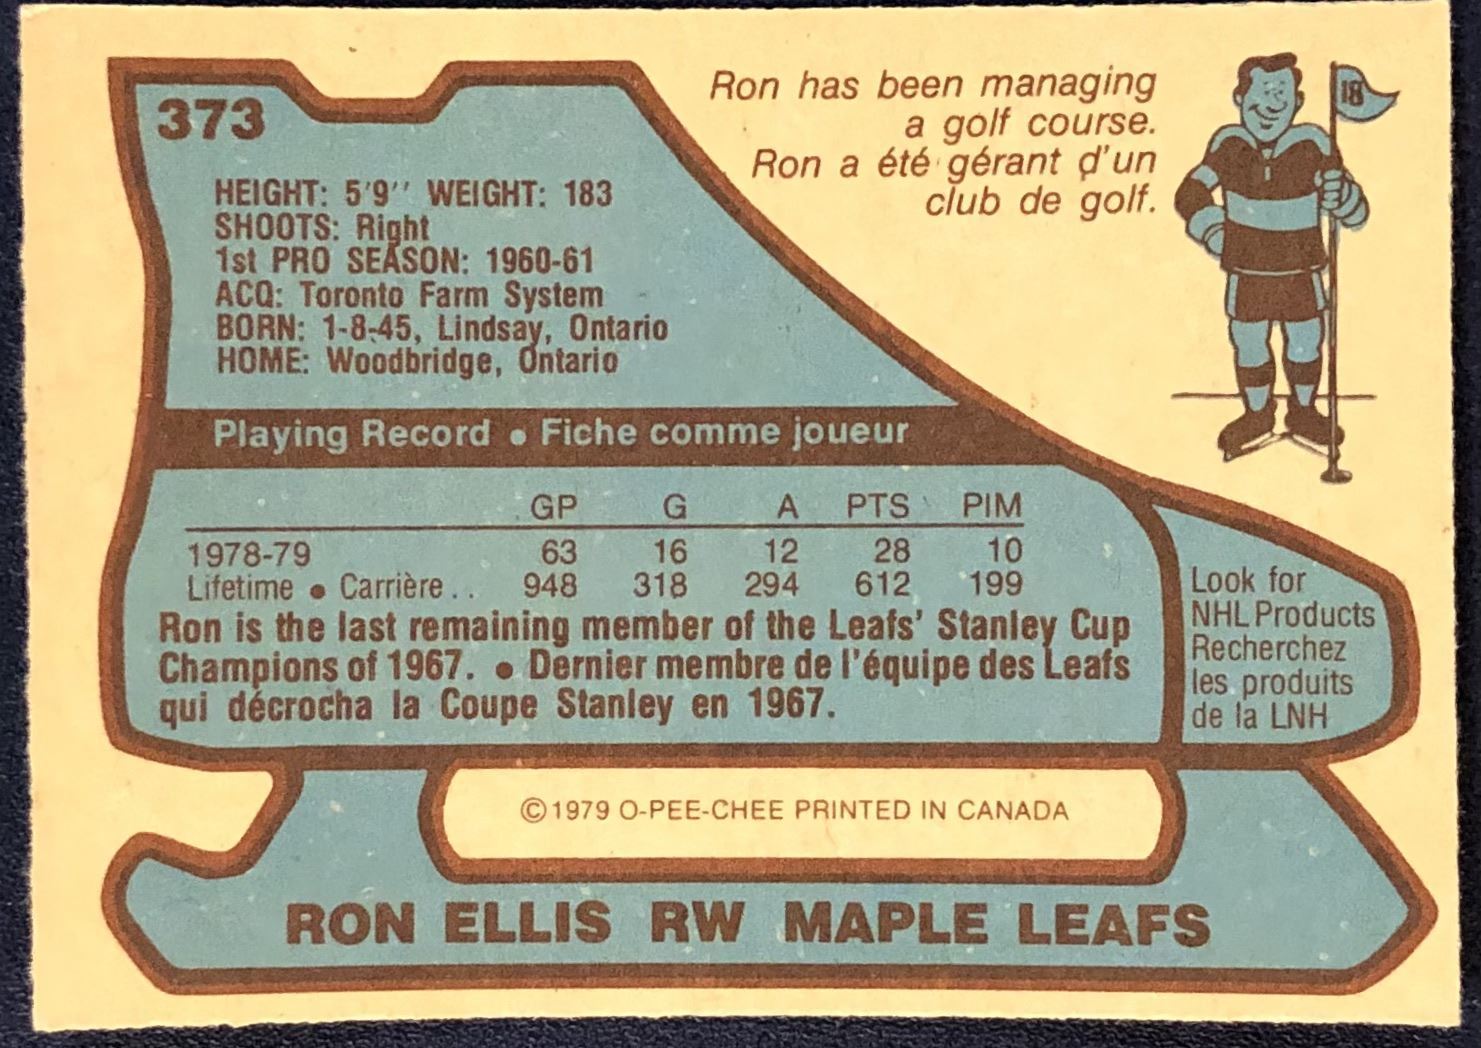 373
Ron has been managing
a golf course.
Ron a été gérant d'un
club de golf.
18
HEIGHT: 5'9'' WEIGHT: 183
SHOOTS: Right
1st PRO SEASON: 1960-61
ACQ: Toronto Farm System
BORN: 1-8-45, Lindsay, Ontario
HOME: Woodbridge, Ontario
Playing Record • Fiche comme joueur
GP G A PTS PIM
1978-79 63 16 12 28 10
Lifetime • Carrière .. 948 318 294 612 199
Ron is the last remaining member of the Leafs' Stanley Cup
Champions of 1967. • Dernier membre de l'équipe des Leafs
qui décrocha la Coupe Stanley en 1967.
Look for
NHL Products
Recherchez
les produits
de la LNH
© 1979 O-PEE-CHEE PRINTED IN CANADA
RON ELLIS RW MAPLE LEAFS